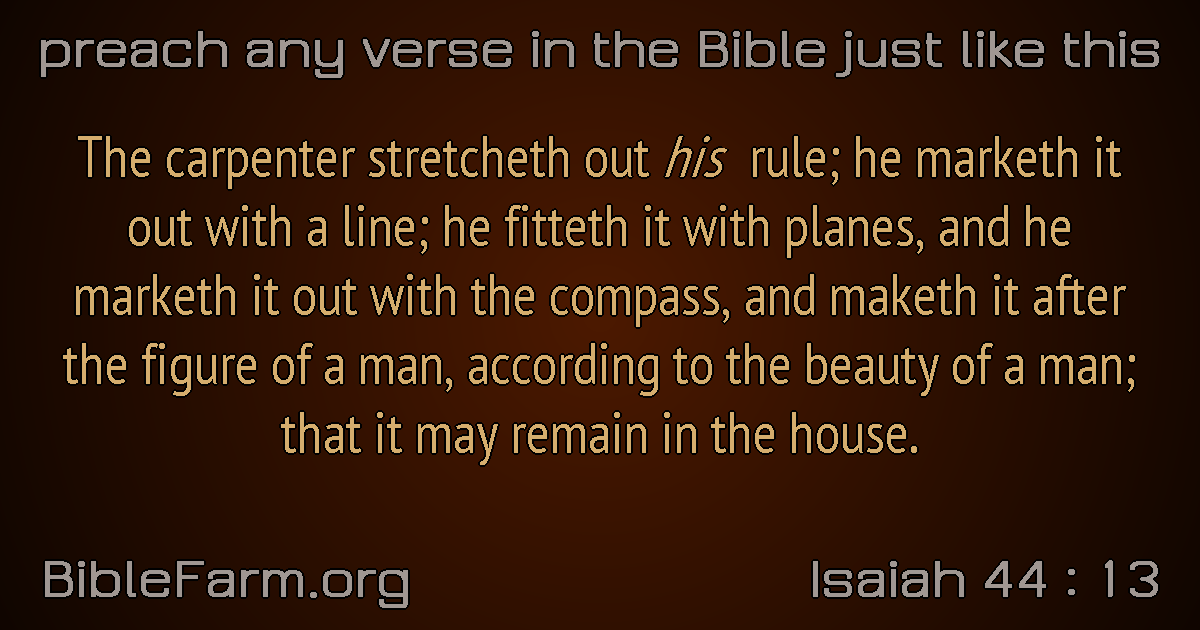 preach any verse in the Bible just like this
The carpenter stretcheth out his rule; he marketh it
out with a line; he fitteth it with planes, and he
marketh it out with the compass, and maketh it after
the figure of a man, according to the beauty of a man;
that it may remain in the house.
BibleFarm.org
Isaiah 44 : 13